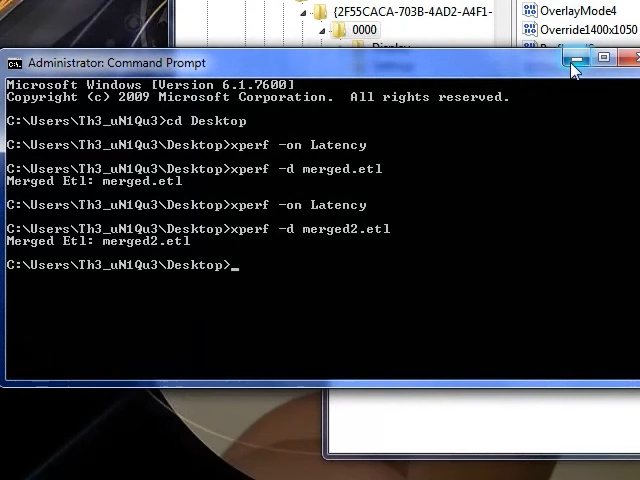 {2F55CACA-703B-4AD2-A4F1-
OverlayMode4
0000
Override1400x1050
Display
Administrator: Command Prompt
Microsoft Windows [Version 6.1.7600]
Copyright (c) 2009 Microsoft Corporation.  All rights reserved.
C:\Users\Th3_uN1Qu3>cd Desktop
C:\Users\Th3_uN1Qu3\Desktop>xperf -on Latency
C:\Users\Th3_uN1Qu3\Desktop>xperf -d merged.etl
Merged Etl: merged.etl
C:\Users\Th3_uN1Qu3\Desktop>xperf -on Latency
C:\Users\Th3_uN1Qu3\Desktop>xperf -d merged2.etl
Merged Etl: merged2.etl
C:\Users\Th3_uN1Qu3\Desktop>_